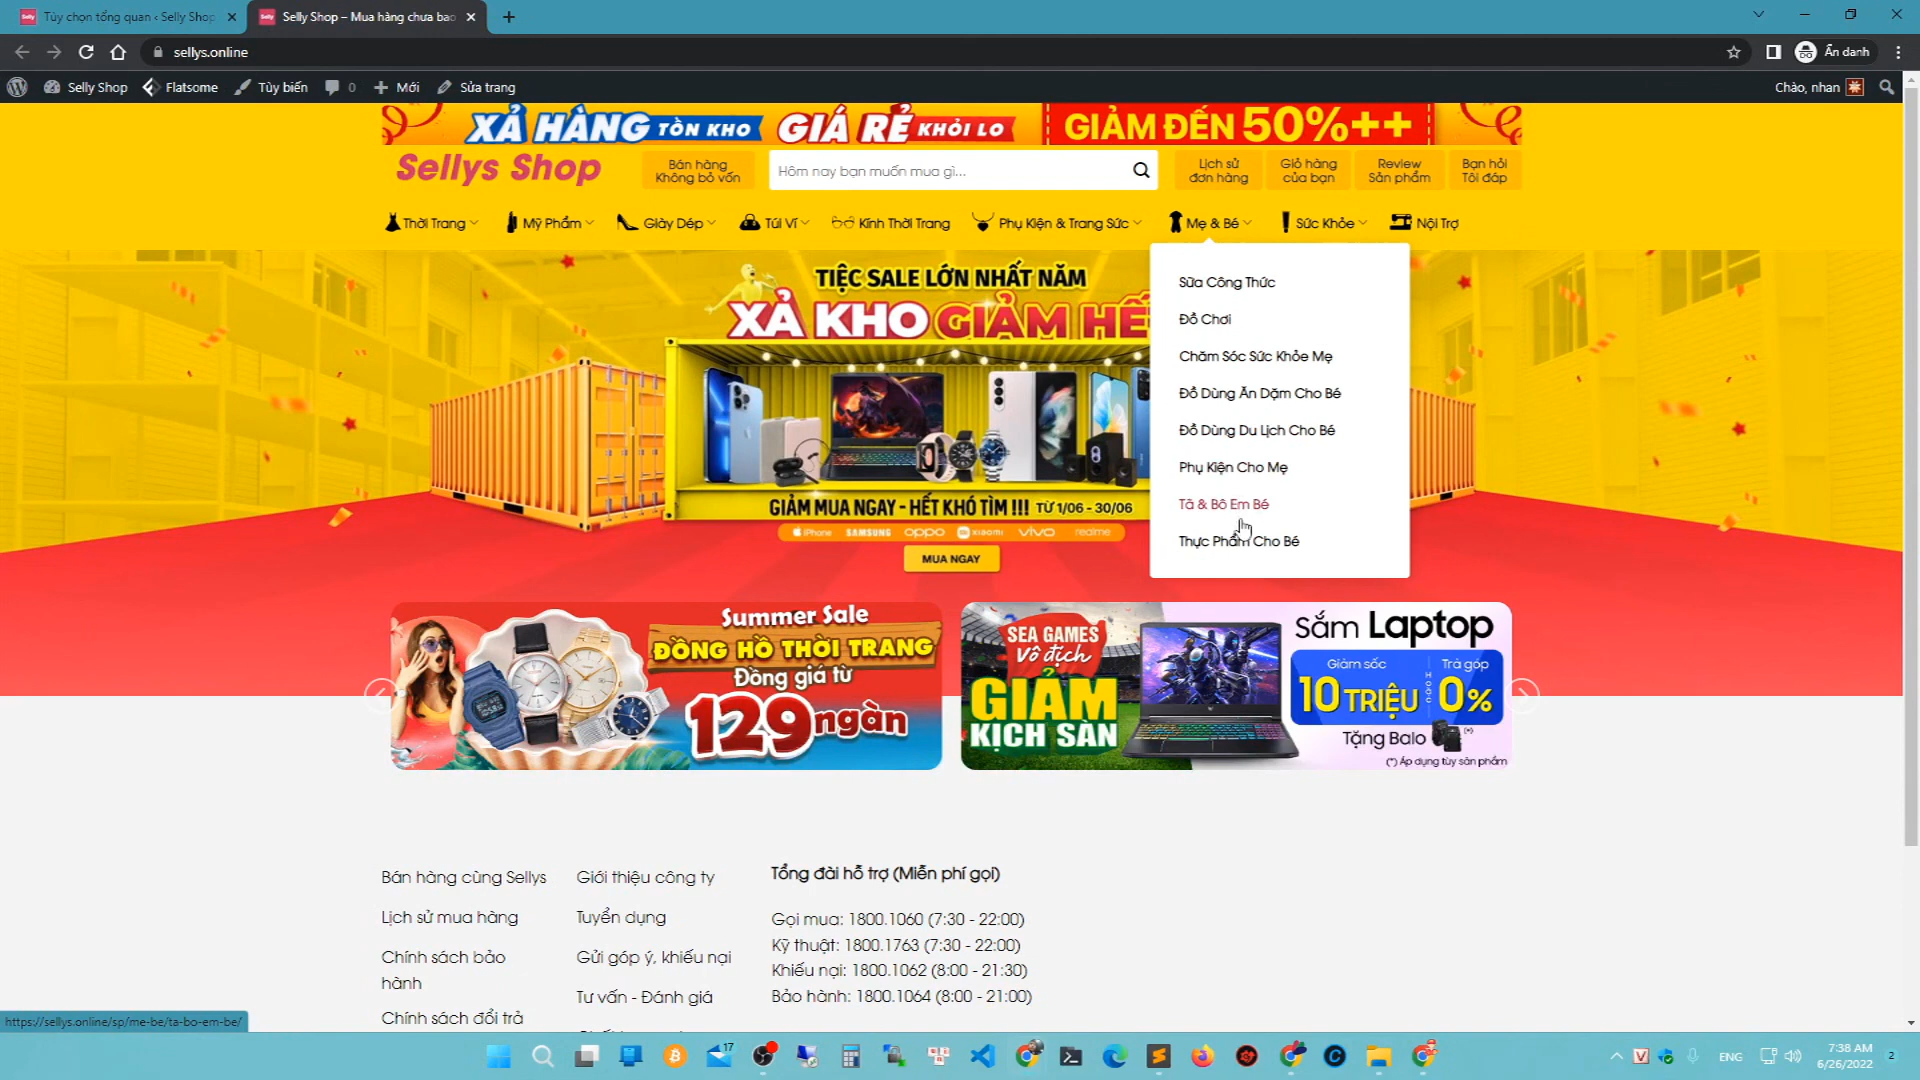 Tùy chọn tổng quan ‹ Selly Shop
Selly Shop – Mua hàng chưa bao
sellys.online
Ẩn danh
Selly Shop
Flatsome
Tùy biến
0
Mới
Sửa trang
Chào, nhan
XẢ HÀNG TỒN KHO GIÁ RẺ KHỎI LO GIẢM ĐẾN 50%++
Sellys Shop
Bán hàng
Không bỏ vốn
Hôm nay bạn muốn mua gì...
Lịch sử
đơn hàng
Giỏ hàng
của bạn
Review
Sản phẩm
Bạn hỏi
Tôi đáp
Thời Trang
Mỹ Phẩm
Giày Dép
Túi Ví
Kính Thời Trang
Phụ Kiện & Trang Sức
Mẹ & Bé
Sức Khỏe
Nội Trợ
TIỆC SALE LỚN NHẤT NĂM
XẢ KHO GIẢM HẾ
GIẢM MUA NGAY - HẾT KHÓ TÌM !!! TỪ 1/06 - 30/06
iPhone SAMSUNG oppo xiaomi vivo realme
MUA NGAY
Sữa Công Thức
Đồ Chơi
Chăm Sóc Sức Khỏe Mẹ
Đồ Dùng Ăn Dặm Cho Bé
Đồ Dùng Du Lịch Cho Bé
Phụ Kiện Cho Mẹ
Tã & Bô Em Bé
Thực Phẩm Cho Bé
Summer Sale
ĐỒNG HỒ THỜI TRANG
Đồng giá từ
129 ngàn
SEA GAMES
Vô địch
GIẢM
KỊCH SÀN
Sắm Laptop
Giảm sốc
10 TRIỆU
HOẶC
Trả góp
0%
Tặng Balo (*)
(*) Áp dụng tùy sản phẩm
Bán hàng cùng Sellys
Lịch sử mua hàng
Chính sách bảo
hành
Chính sách đổi trả
Giới thiệu công ty
Tuyển dụng
Gửi góp ý, khiếu nại
Tư vấn - Đánh giá
Tổng đài hỗ trợ (Miễn phí gọi)
Gọi mua: 1800.1060 (7:30 - 22:00)
Kỹ thuật: 1800.1763 (7:30 - 22:00)
Khiếu nại: 1800.1062 (8:00 - 21:30)
Bảo hành: 1800.1064 (8:00 - 21:00)
https://sellys.online/sp/me-be/ta-bo-em-be/
17
ENG
7:38 AM
6/26/2022
2